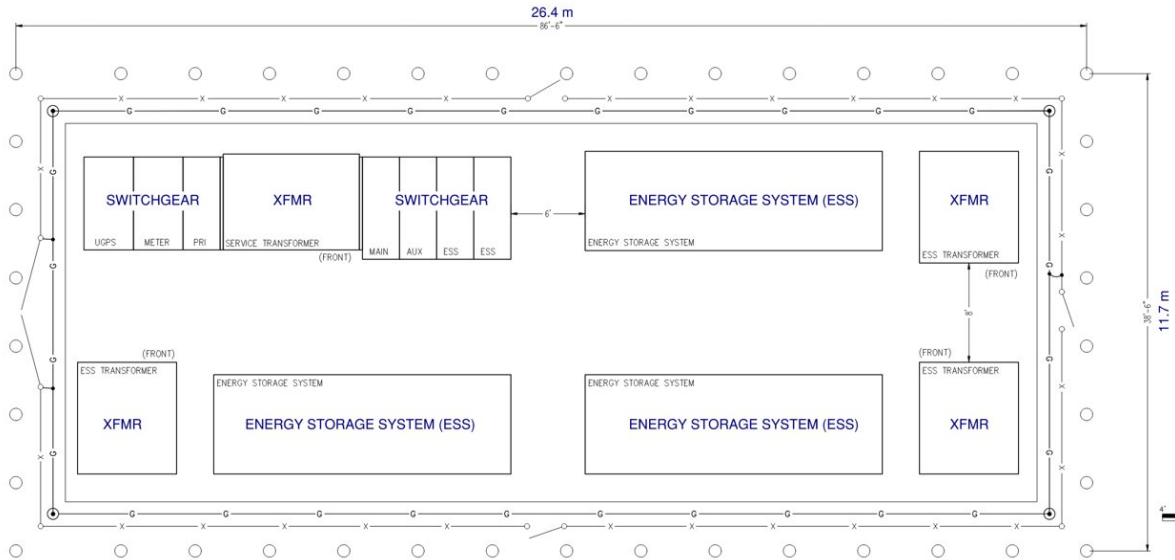 26.4 m
86'-6"
X X X X X X X X X X X
G G G G G G G G G G
X
G
G
G
G
X
SWITCHGEAR
UGPS
METER
PRI
XFMR
SERVICE TRANSFORMER
(FRONT)
SWITCHGEAR
MAIN
AUX
ESS
ESS
6'
ENERGY STORAGE SYSTEM (ESS)
ENERGY STORAGE SYSTEM
XFMR
ESS TRANSFORMER
(FRONT)
8'
X
X
G
G
G
G
X
X
38'-6"
11.7 m
(FRONT)
ESS TRANSFORMER
XFMR
ENERGY STORAGE SYSTEM
ENERGY STORAGE SYSTEM (ESS)
ENERGY STORAGE SYSTEM
ENERGY STORAGE SYSTEM (ESS)
(FRONT)
ESS TRANSFORMER
XFMR
G G G G G G G G G G
X X X X X X X X X X X
4'